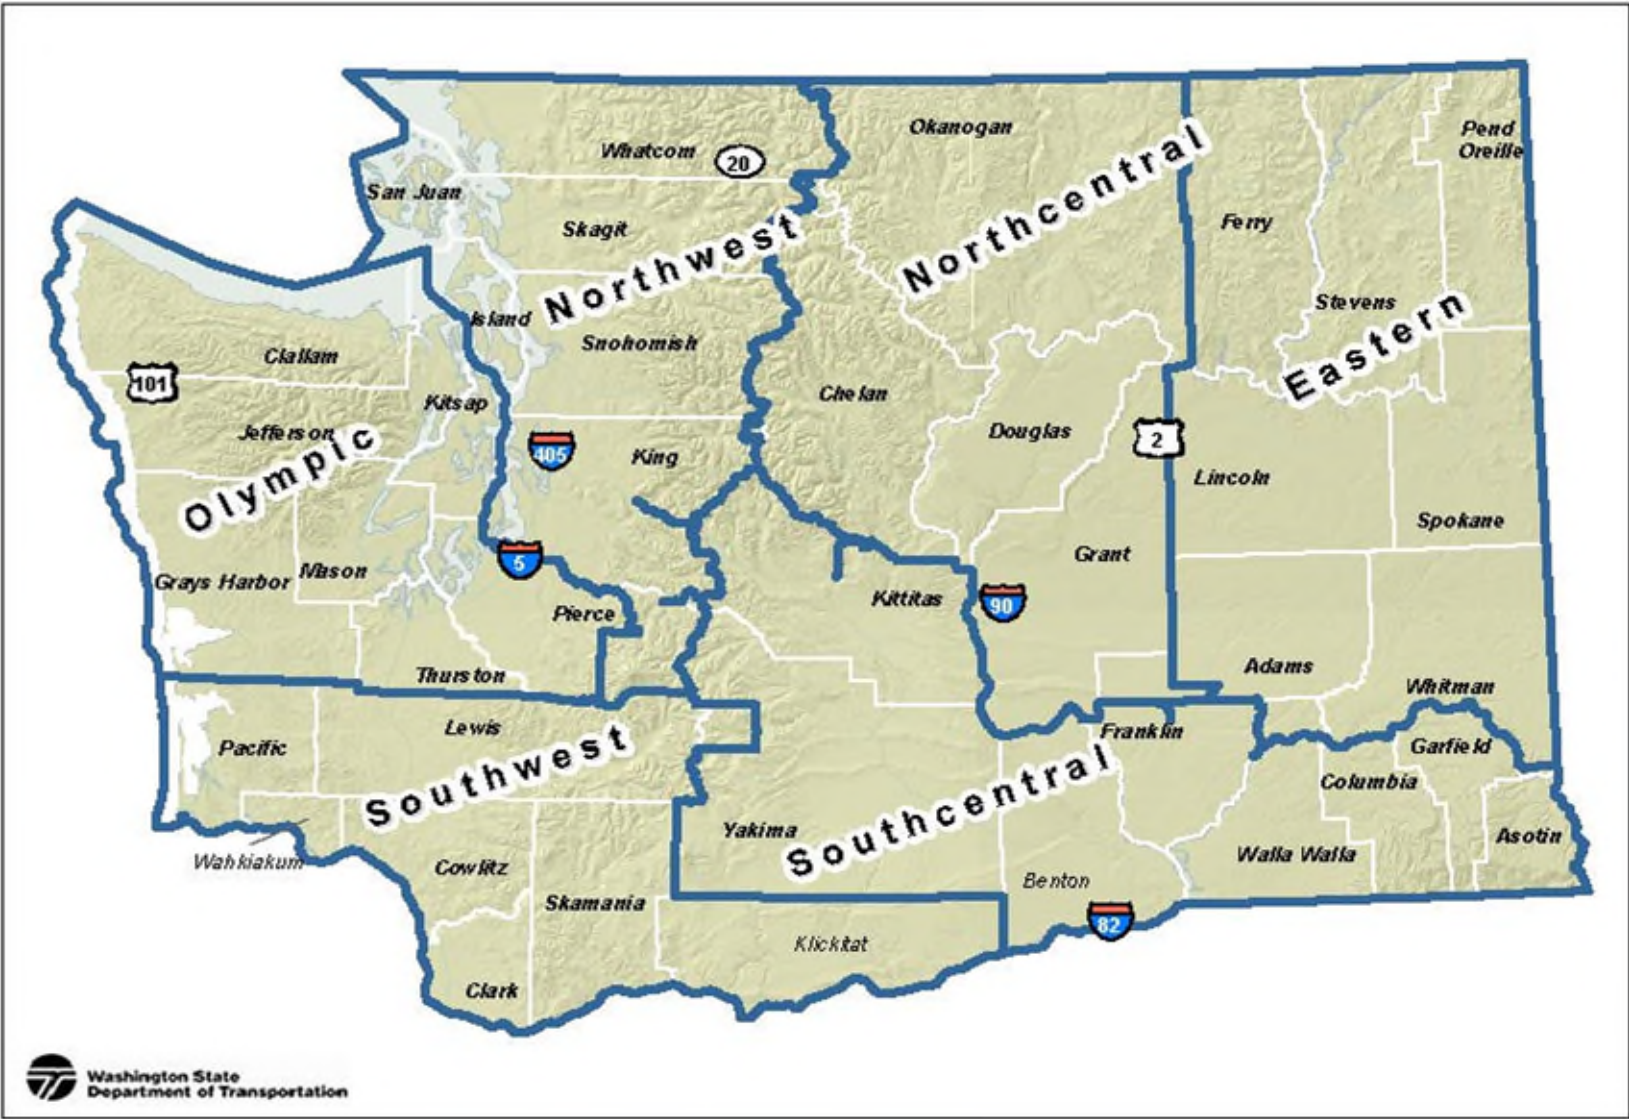 Okanogan
Pend
Oreille
Whatcom
20
San Juan
Skagit
Ferry
Northwest
Northcentral
Island
Stevens
Snohomish
Clallam
Eastern
101
Chelan
Kitsap
Jefferson
Douglas
2
405
King
Lincoln
Olympic
Spokane
5
Grant
Mason
Grays Harbor
Kittitas
90
Pierce
Thurston
Adams
Whitman
Lewis
Pacific
Franklin
Garfield
Southwest
Columbia
Southcentral
Yakima
Asotin
Wahkiakum
Walla Walla
Cowlitz
Benton
Skamania
82
Klickitat
Clark
Washington State
Department of Transportation